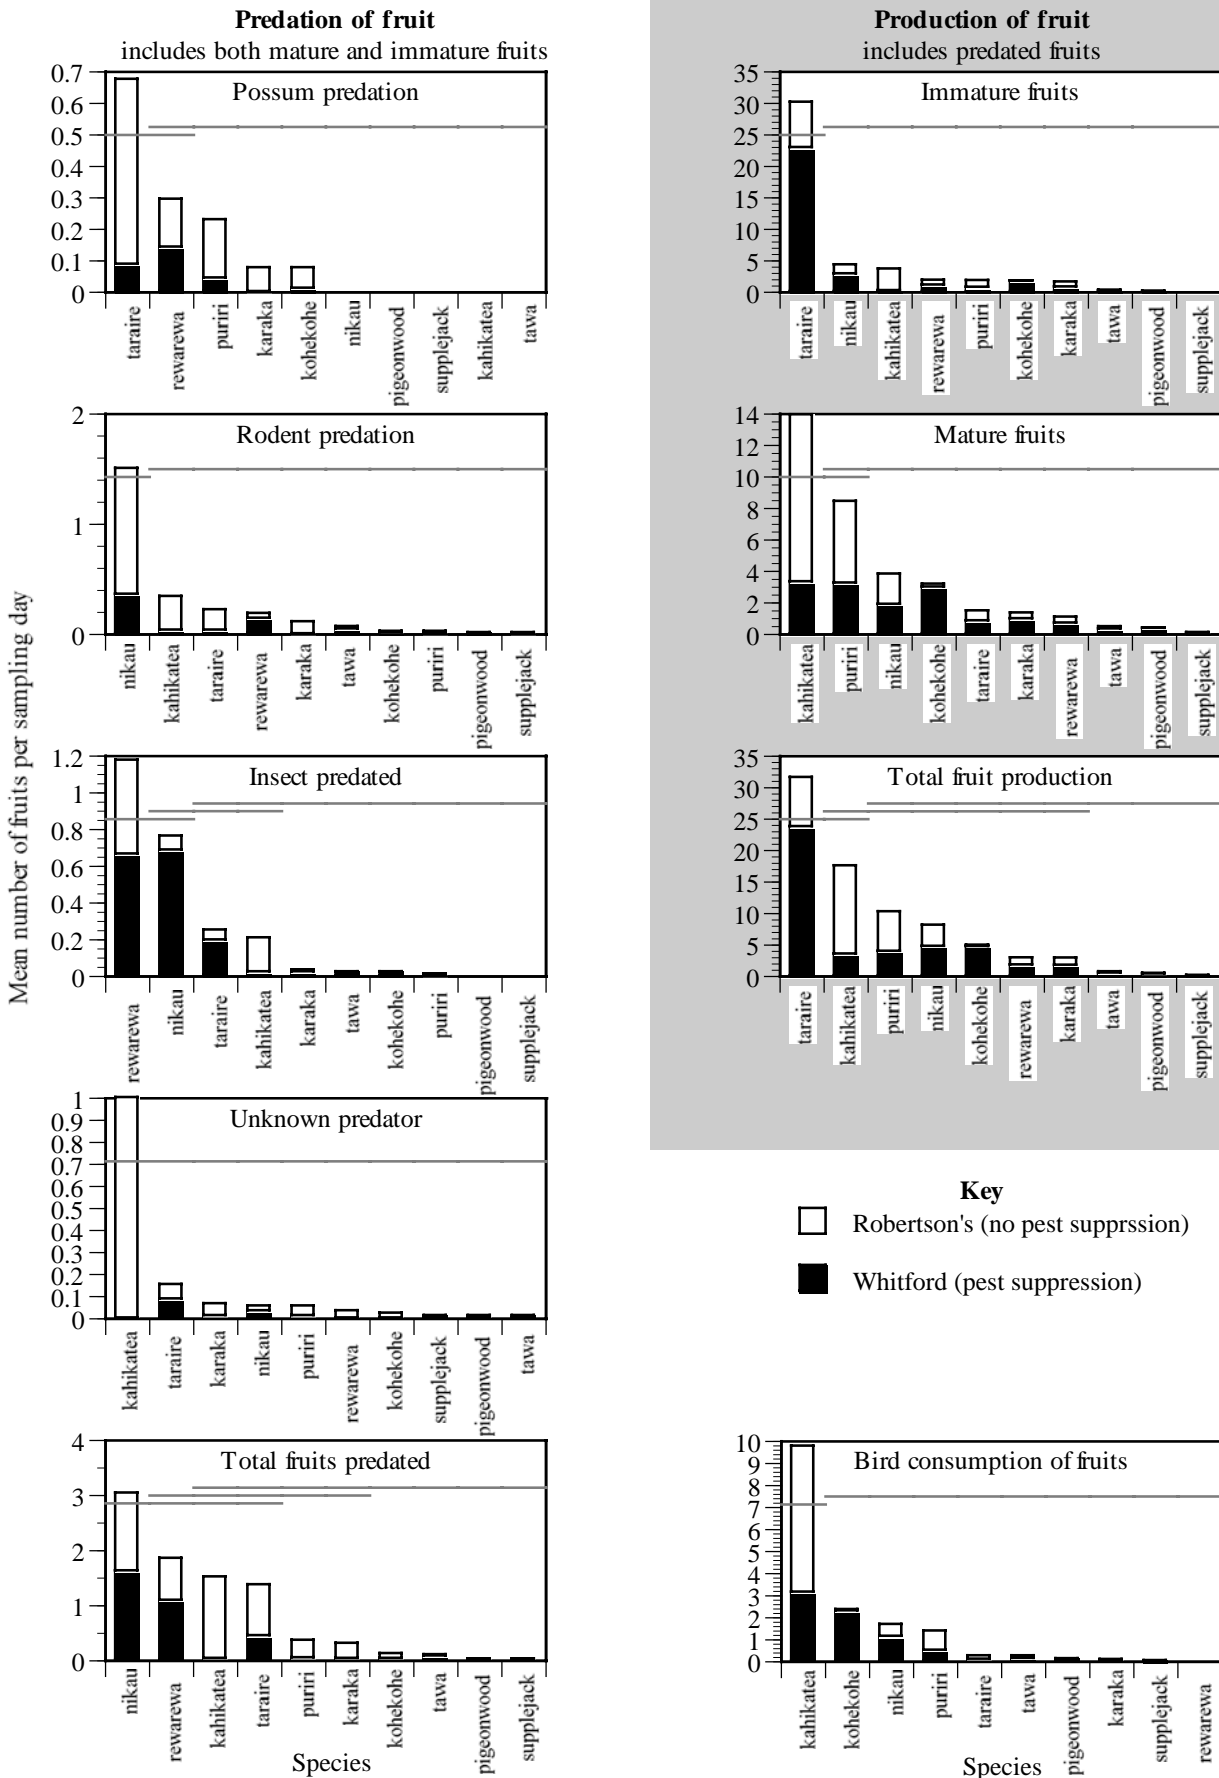 Predation of fruit
includes both mature and immature fruits
Possum predation
0.7
0.6
0.5
0.4
0.3
0.2
0.1
0
taraire
rewarewa
puriri
karaka
kohekohe
nikau
pigeonwood
supplejack
kahikatea
tawa
Rodent predation
2
1
0
nikau
kahikatea
taraire
rewarewa
karaka
tawa
kohekohe
puriri
pigeonwood
supplejack
Mean number of fruits per sampling day
Insect predated
1.2
1
0.8
0.6
0.4
0.2
0
rewarewa
nikau
taraire
kahikatea
karaka
tawa
kohekohe
puriri
pigeonwood
supplejack
Unknown predator
1
0.9
0.8
0.7
0.6
0.5
0.4
0.3
0.2
0.1
0
kahikatea
taraire
karaka
nikau
puriri
rewarewa
kohekohe
supplejack
pigeonwood
tawa
Total fruits predated
4
3
2
1
0
nikau
rewarewa
kahikatea
taraire
puriri
karaka
kohekohe
tawa
pigeonwood
supplejack
Species
Production of fruit
includes predated fruits
Immature fruits
35
30
25
20
15
10
5
0
taraire
nikau
kahikatea
rewarewa
puriri
kohekohe
karaka
tawa
pigeonwood
supplejack
Mature fruits
14
12
10
8
6
4
2
0
kahikatea
puriri
nikau
kohekohe
taraire
karaka
rewarewa
tawa
pigeonwood
supplejack
Total fruit production
35
30
25
20
15
10
5
0
taraire
kahikatea
puriri
nikau
kohekohe
rewarewa
karaka
tawa
pigeonwood
supplejack
Key
Robertson's (no pest supprssion)
Whitford (pest suppression)
Bird consumption of fruits
10
9
8
7
6
5
4
3
2
1
0
kahikatea
kohekohe
nikau
puriri
taraire
tawa
pigeonwood
karaka
supplejack
rewarewa
Species